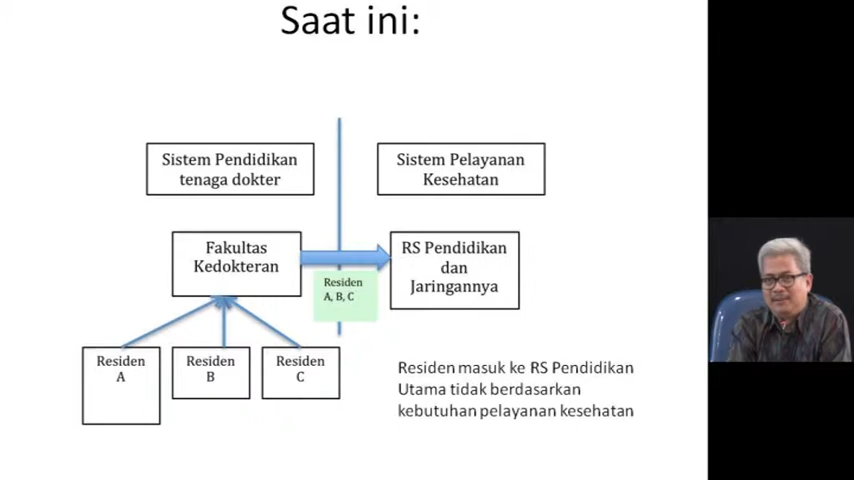 Saat ini:
Sistem Pendidikan
tenaga dokter
Sistem Pelayanan
Kesehatan
Fakultas
Kedokteran
RS Pendidikan
dan
Jaringannya
Residen
A, B, C
Residen
A
Residen
B
Residen
C
Residen masuk ke RS Pendidikan
Utama tidak berdasarkan
kebutuhan pelayanan kesehatan